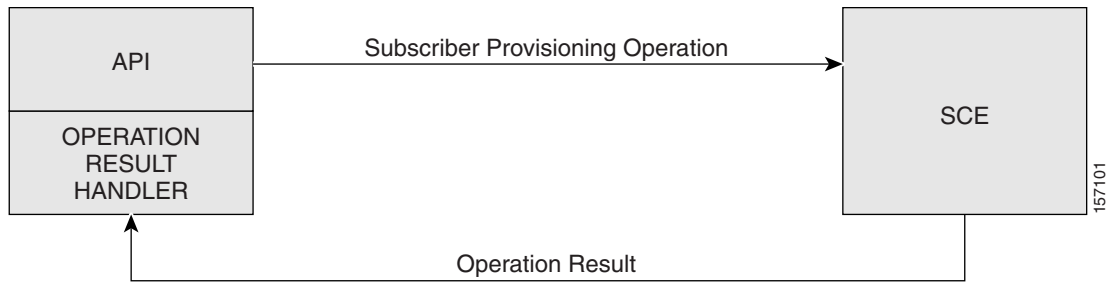 API
Subscriber Provisioning Operation
SCE
OPERATION
RESULT
HANDLER
157101
Operation Result